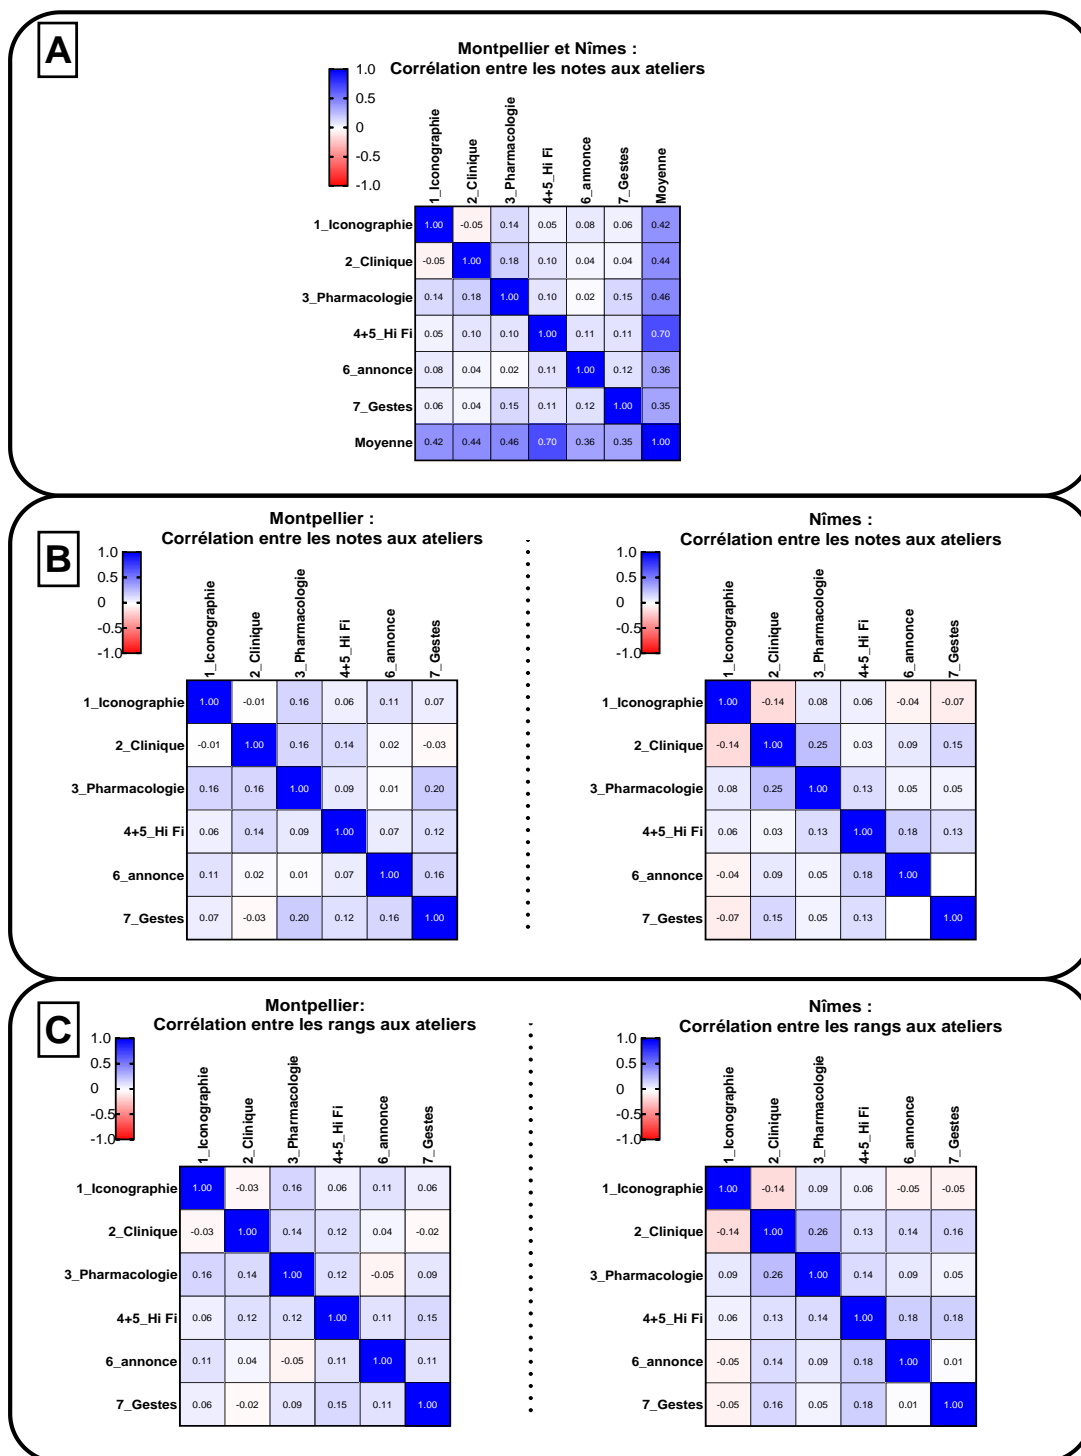 A
Montpellier et Nîmes :
Corrélation entre les notes aux ateliers
1.0
0.5
0
-0.5
-1.0
1_Iconographie
2_Clinique
3_Pharmacologie
4+5_Hi Fi
6_annonce
7_Gestes
Moyenne
1_Iconographie 1.00 -0.05 0.14 0.05 0.08 0.06 0.42
2_Clinique -0.05 1.00 0.18 0.10 0.04 0.04 0.44
3_Pharmacologie 0.14 0.18 1.00 0.10 0.02 0.15 0.46
4+5_Hi Fi 0.05 0.10 0.10 1.00 0.11 0.11 0.70
6_annonce 0.08 0.04 0.02 0.11 1.00 0.12 0.36
7_Gestes 0.06 0.04 0.15 0.11 0.12 1.00 0.35
Moyenne 0.42 0.44 0.46 0.70 0.36 0.35 1.00
B
Montpellier :
Corrélation entre les notes aux ateliers
1.0
0.5
0
-0.5
-1.0
1_Iconographie
2_Clinique
3_Pharmacologie
4+5_Hi Fi
6_annonce
7_Gestes
1_Iconographie 1.00 -0.01 0.16 0.06 0.11 0.07
2_Clinique -0.01 1.00 0.16 0.14 0.02 -0.03
3_Pharmacologie 0.16 0.16 1.00 0.09 0.01 0.20
4+5_Hi Fi 0.06 0.14 0.09 1.00 0.07 0.12
6_annonce 0.11 0.02 0.01 0.07 1.00 0.16
7_Gestes 0.07 -0.03 0.20 0.12 0.16 1.00
Nîmes :
Corrélation entre les notes aux ateliers
1.0
0.5
0
-0.5
-1.0
1_Iconographie
2_Clinique
3_Pharmacologie
4+5_Hi Fi
6_annonce
7_Gestes
1_Iconographie 1.00 -0.14 0.08 0.06 -0.04 -0.07
2_Clinique -0.14 1.00 0.25 0.03 0.09 0.15
3_Pharmacologie 0.08 0.25 1.00 0.13 0.05 0.05
4+5_Hi Fi 0.06 0.03 0.13 1.00 0.18 0.13
6_annonce -0.04 0.09 0.05 0.18 1.00
7_Gestes -0.07 0.15 0.05 0.13 1.00
C
Montpellier:
Corrélation entre les rangs aux ateliers
1.0
0.5
0
-0.5
-1.0
1_Iconographie
2_Clinique
3_Pharmacologie
4+5_Hi Fi
6_annonce
7_Gestes
1_Iconographie 1.00 -0.03 0.16 0.06 0.11 0.06
2_Clinique -0.03 1.00 0.14 0.12 0.04 -0.02
3_Pharmacologie 0.16 0.14 1.00 0.12 -0.05 0.09
4+5_Hi Fi 0.06 0.12 0.12 1.00 0.11 0.15
6_annonce 0.11 0.04 -0.05 0.11 1.00 0.11
7_Gestes 0.06 -0.02 0.09 0.15 0.11 1.00
Nîmes :
Corrélation entre les rangs aux ateliers
1.0
0.5
0
-0.5
-1.0
1_Iconographie
2_Clinique
3_Pharmacologie
4+5_Hi Fi
6_annonce
7_Gestes
1_Iconographie 1.00 -0.14 0.09 0.06 -0.05 -0.05
2_Clinique -0.14 1.00 0.26 0.13 0.14 0.16
3_Pharmacologie 0.09 0.26 1.00 0.14 0.09 0.05
4+5_Hi Fi 0.06 0.13 0.14 1.00 0.18 0.18
6_annonce -0.05 0.14 0.09 0.18 1.00 0.01
7_Gestes -0.05 0.16 0.05 0.18 0.01 1.00